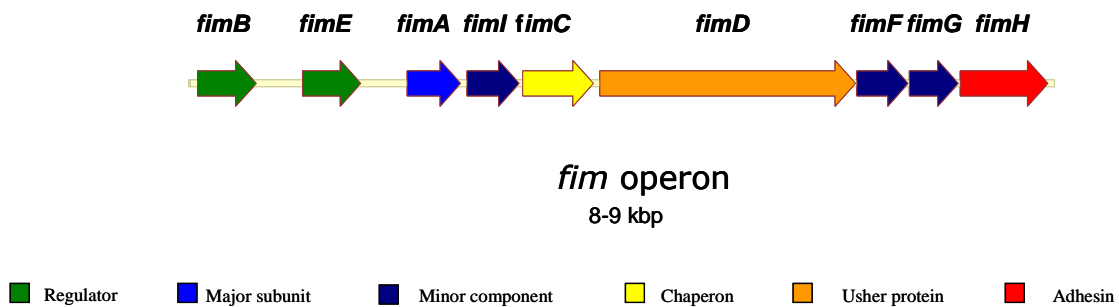 fimB fimE fimA fimI fimC fimD fimF fimG fimH
fim operon
8-9 kbp
Regulator Major subunit Minor component Chaperon Usher protein Adhesin